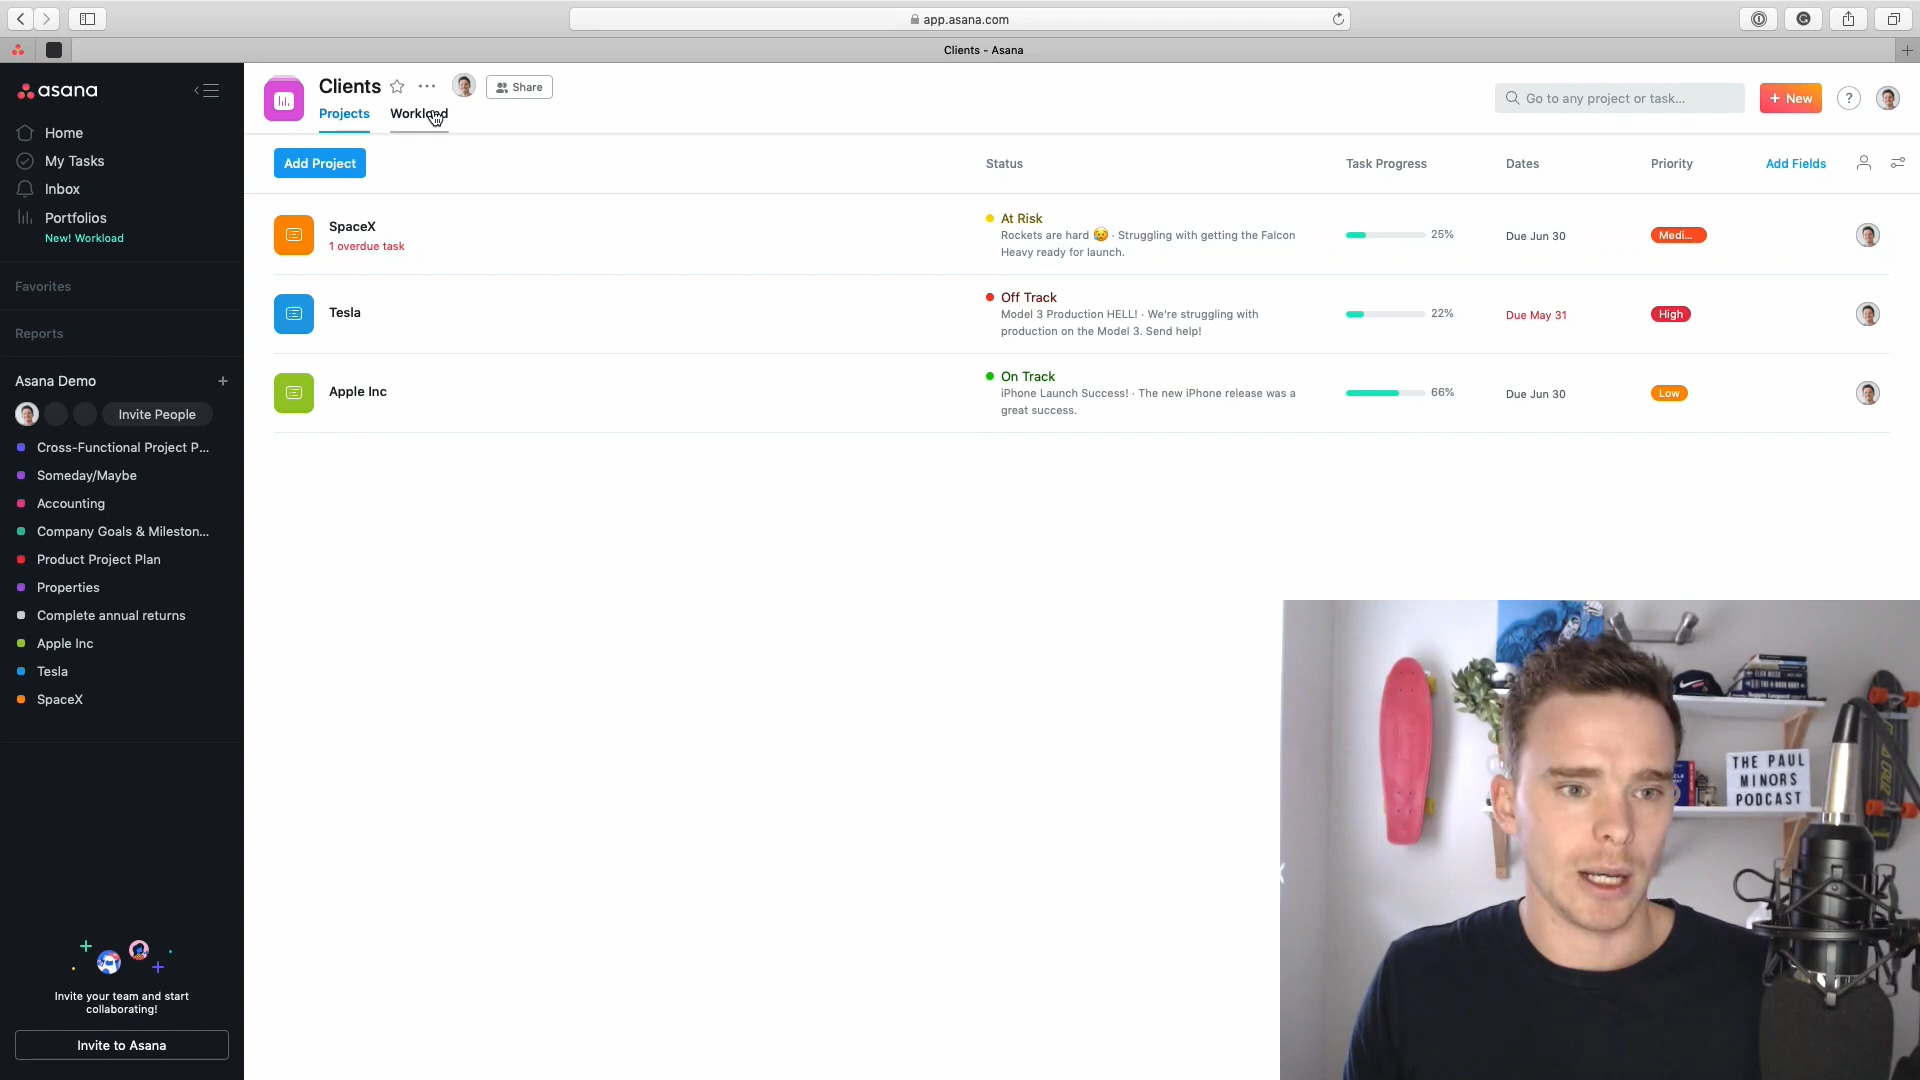 app.asana.com
Clients - Asana
asana
Clients
Share
Projects
Workload
Go to any project or task...
+ New
?
Home
My Tasks
Inbox
Portfolios
New! Workload
Favorites
Reports
Asana Demo
+
Invite People
Cross-Functional Project P...
Someday/Maybe
Accounting
Company Goals & Mileston...
Product Project Plan
Properties
Complete annual returns
Apple Inc
Tesla
SpaceX
Invite your team and start
collaborating!
Invite to Asana
Add Project
Status
Task Progress
Dates
Priority
Add Fields
SpaceX
1 overdue task
At Risk
Rockets are hard 😥 · Struggling with getting the Falcon
Heavy ready for launch.
25%
Due Jun 30
Medi...
Tesla
Off Track
Model 3 Production HELL! · We're struggling with
production on the Model 3. Send help!
22%
Due May 31
High
Apple Inc
On Track
iPhone Launch Success! · The new iPhone release was a
great success.
66%
Due Jun 30
Low
THE PAUL
MINORS
PODCAST